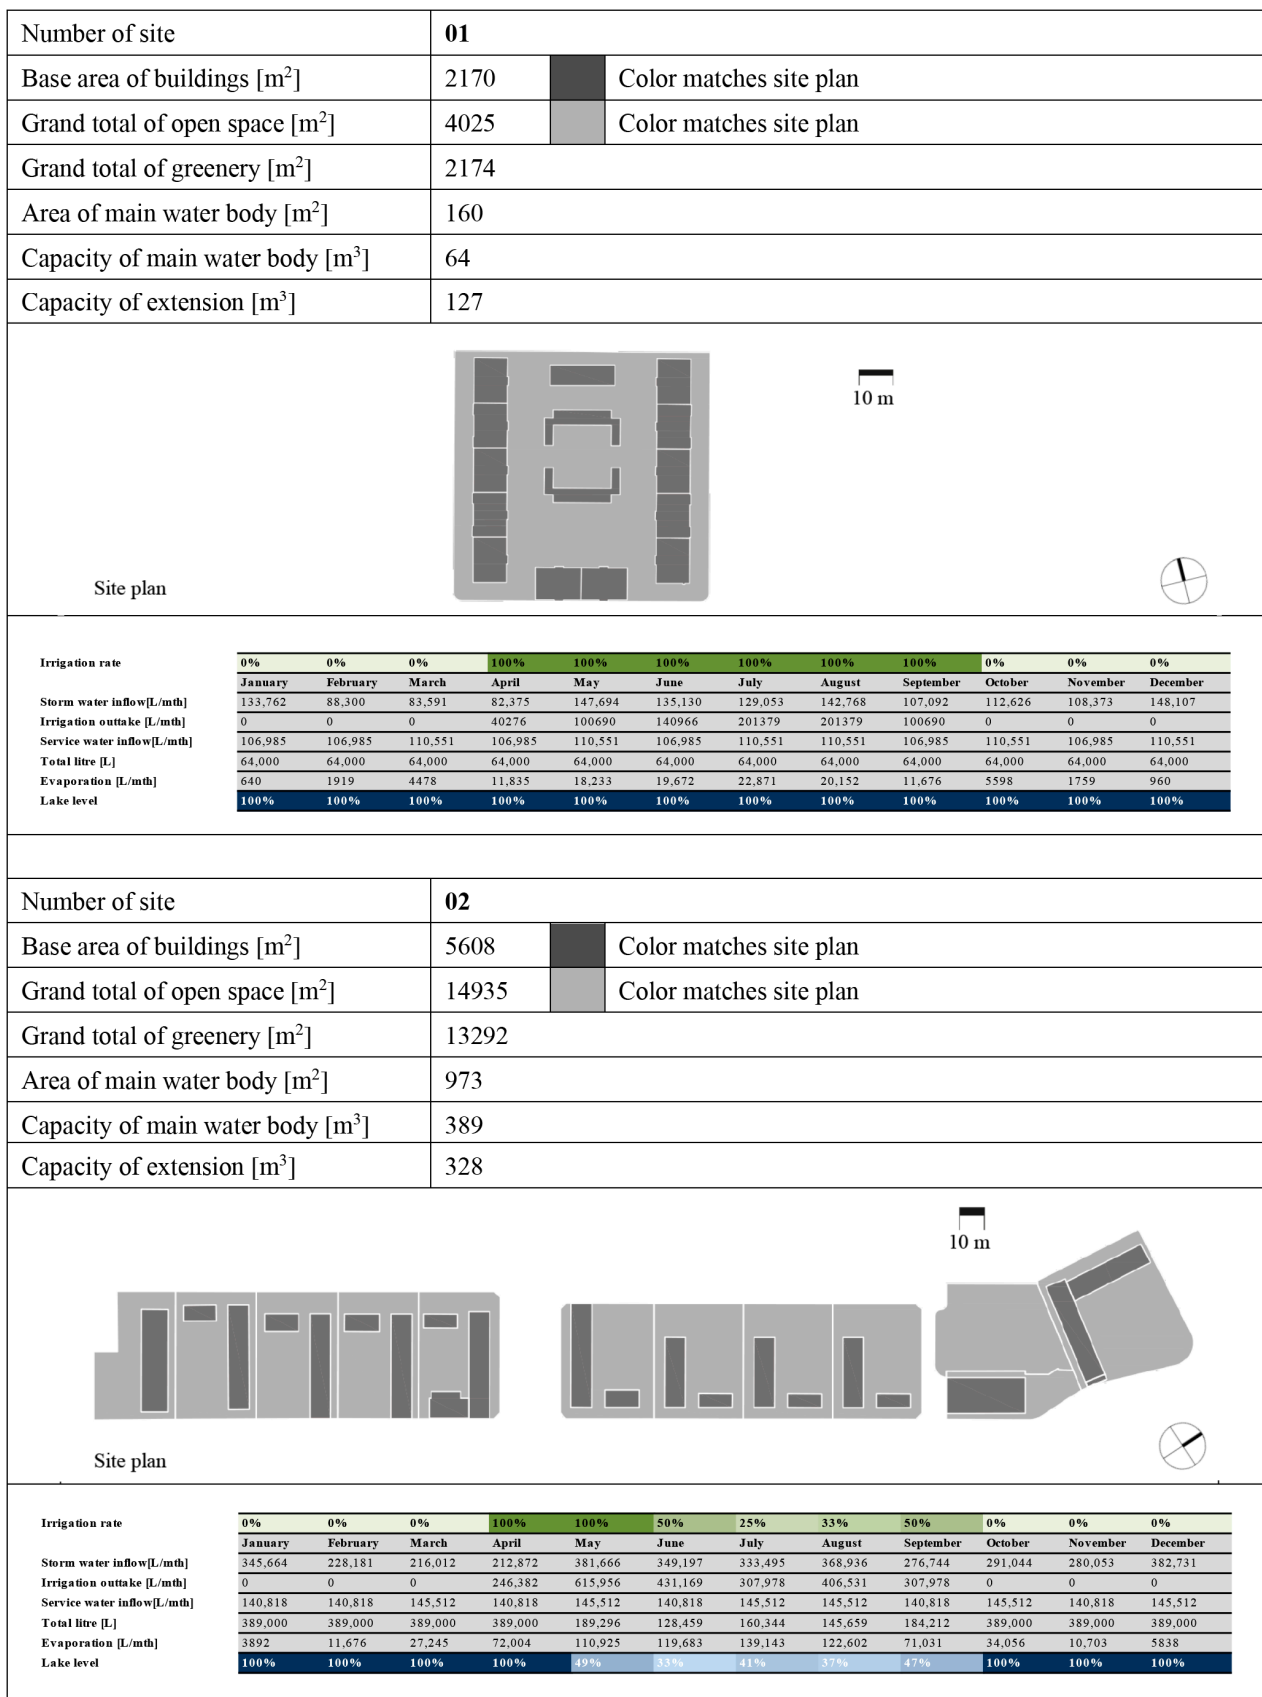 Number of site 01
Base area of buildings [m²] 2170 Color matches site plan
Grand total of open space [m²] 4025 Color matches site plan
Grand total of greenery [m²] 2174
Area of main water body [m²] 160
Capacity of main water body [m³] 64
Capacity of extension [m³] 127
10 m
Site plan
Irrigation rate 0% 0% 0% 100% 100% 100% 100% 100% 100% 0% 0% 0%
January February March April May June July August September October November December
Storm water inflow[L/mth] 133,762 88,300 83,591 82,375 147,694 135,130 129,053 142,768 107,092 112,626 108,373 148,107
Irrigation outtake [L/mth] 0 0 0 40276 100690 140966 201379 201379 100690 0 0 0
Service water inflow[L/mth] 106,985 106,985 110,551 106,985 110,551 106,985 110,551 110,551 106,985 110,551 106,985 110,551
Total litre [L] 64,000 64,000 64,000 64,000 64,000 64,000 64,000 64,000 64,000 64,000 64,000 64,000
Evaporation [L/mth] 640 1919 4478 11,835 18,233 19,672 22,871 20,152 11,676 5598 1759 960
Lake level 100% 100% 100% 100% 100% 100% 100% 100% 100% 100% 100% 100%
Number of site 02
Base area of buildings [m²] 5608 Color matches site plan
Grand total of open space [m²] 14935 Color matches site plan
Grand total of greenery [m²] 13292
Area of main water body [m²] 973
Capacity of main water body [m³] 389
Capacity of extension [m³] 328
10 m
Site plan
Irrigation rate 0% 0% 0% 100% 100% 50% 25% 33% 50% 0% 0% 0%
January February March April May June July August September October November December
Storm water inflow[L/mth] 345,664 228,181 216,012 212,872 381,666 349,197 333,495 368,936 276,744 291,044 280,053 382,731
Irrigation outtake [L/mth] 0 0 0 246,382 615,956 431,169 307,978 406,531 307,978 0 0 0
Service water inflow[L/mth] 140,818 140,818 145,512 140,818 145,512 140,818 145,512 145,512 140,818 145,512 140,818 145,512
Total litre [L] 389,000 389,000 389,000 389,000 189,296 128,459 160,344 145,659 184,212 389,000 389,000 389,000
Evaporation [L/mth] 3892 11,676 27,245 72,004 110,925 119,683 139,143 122,602 71,031 34,056 10,703 5838
Lake level 100% 100% 100% 100% 49% 33% 41% 37% 47% 100% 100% 100%